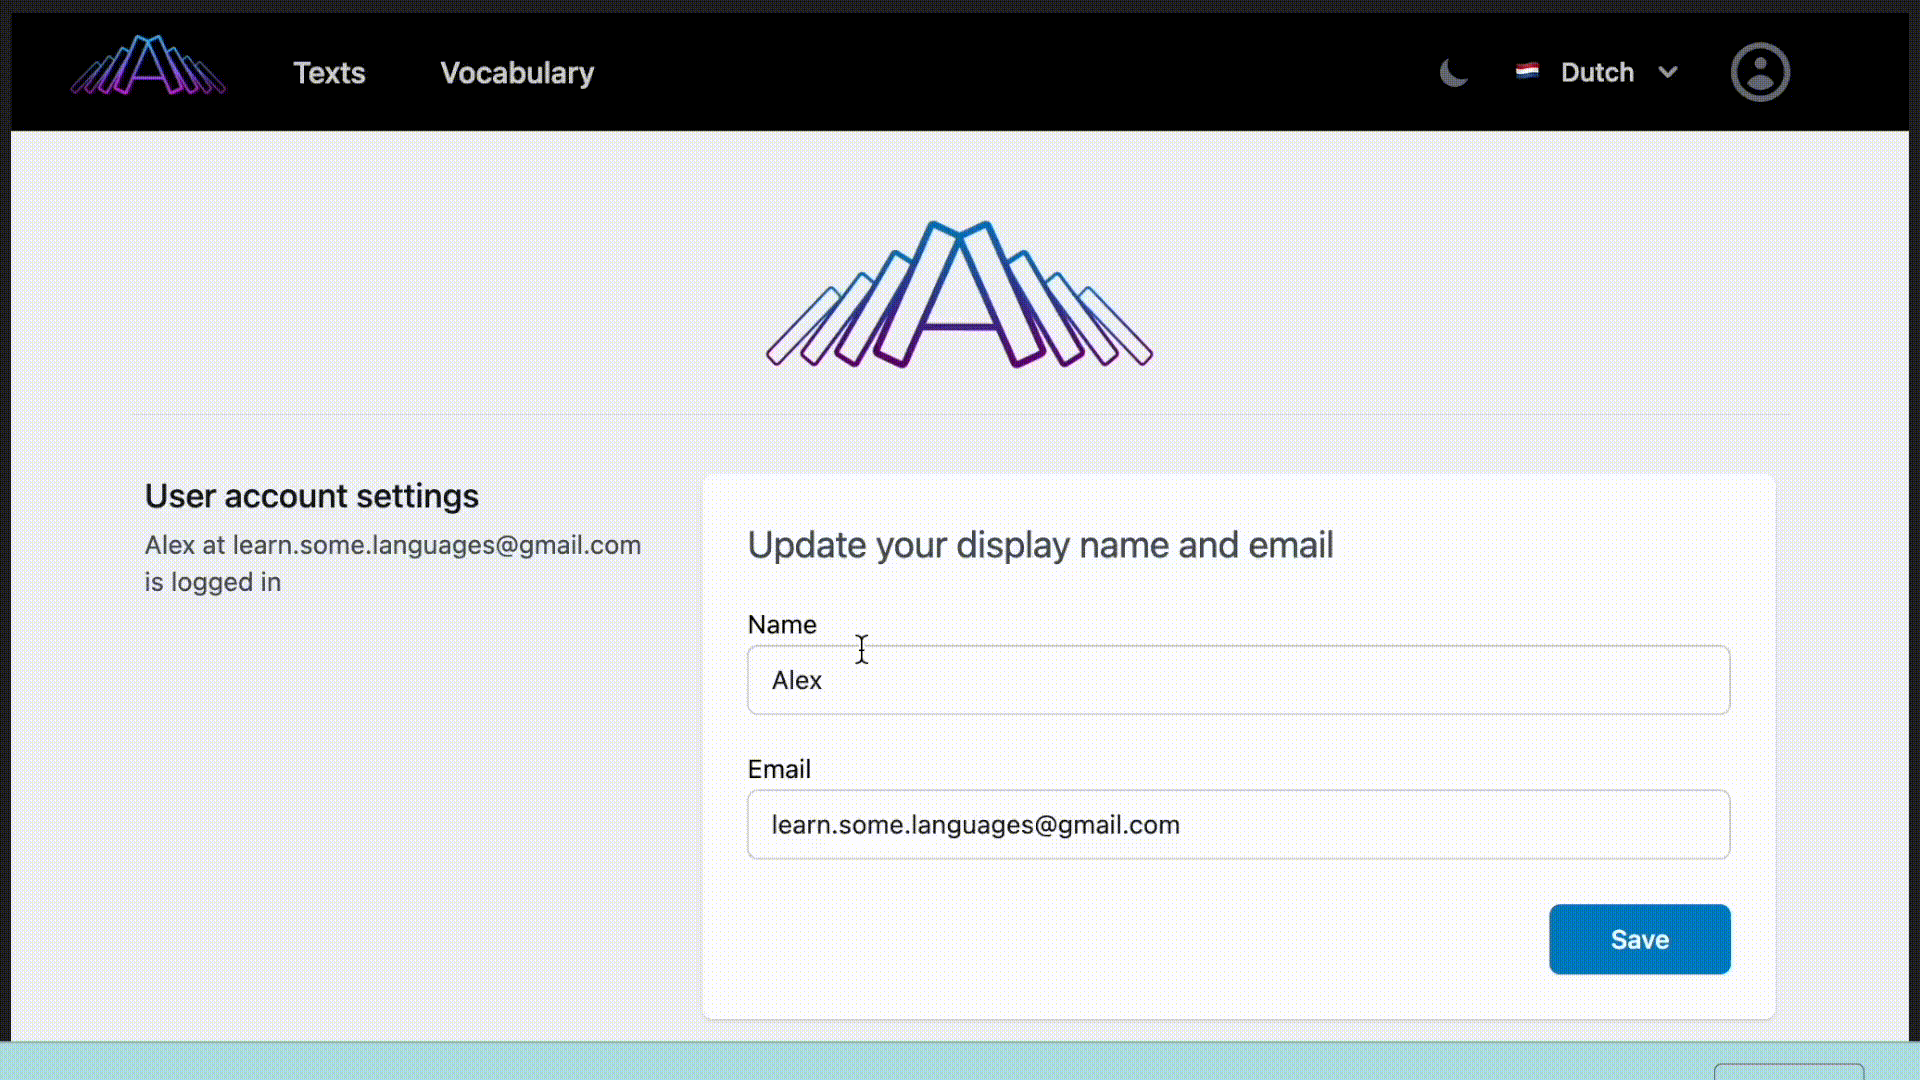 Texts
Vocabulary
Dutch
User account settings
Alex at learn.some.languages@gmail.com
is logged in
Update your display name and email
Name
Alex
Email
learn.some.languages@gmail.com
Save